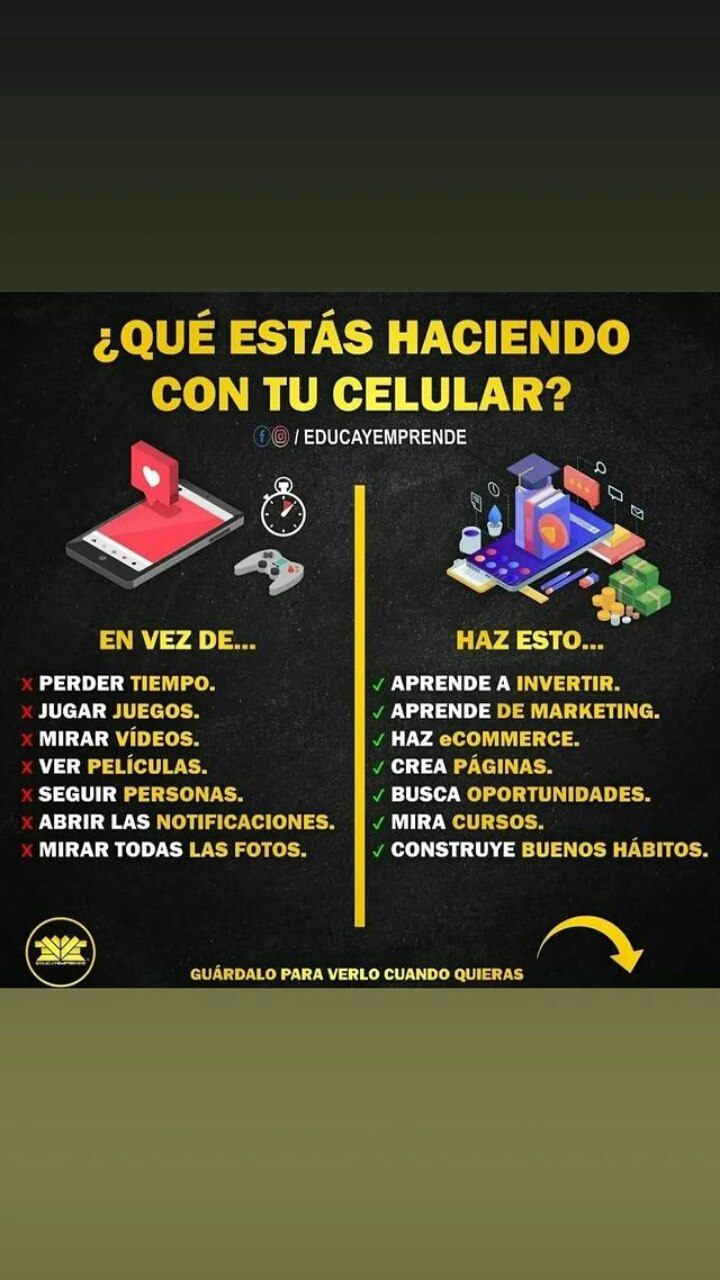 ¿QUÉ ESTÁS HACIENDO
CON TU CELULAR?
/ EDUCAYEMPRENDE
EN VEZ DE...
X PERDER TIEMPO.
X JUGAR JUEGOS.
X MIRAR VÍDEOS.
X VER PELÍCULAS.
X SEGUIR PERSONAS.
X ABRIR LAS NOTIFICACIONES.
X MIRAR TODAS LAS FOTOS.
HAZ ESTO...
✓ APRENDE A INVERTIR.
✓ APRENDE DE MARKETING.
✓ HAZ eCOMMERCE.
✓ CREA PÁGINAS.
✓ BUSCA OPORTUNIDADES.
✓ MIRA CURSOS.
✓ CONSTRUYE BUENOS HÁBITOS.
EDUCAYEMPRENDE
GUÁRDALO PARA VERLO CUANDO QUIERAS